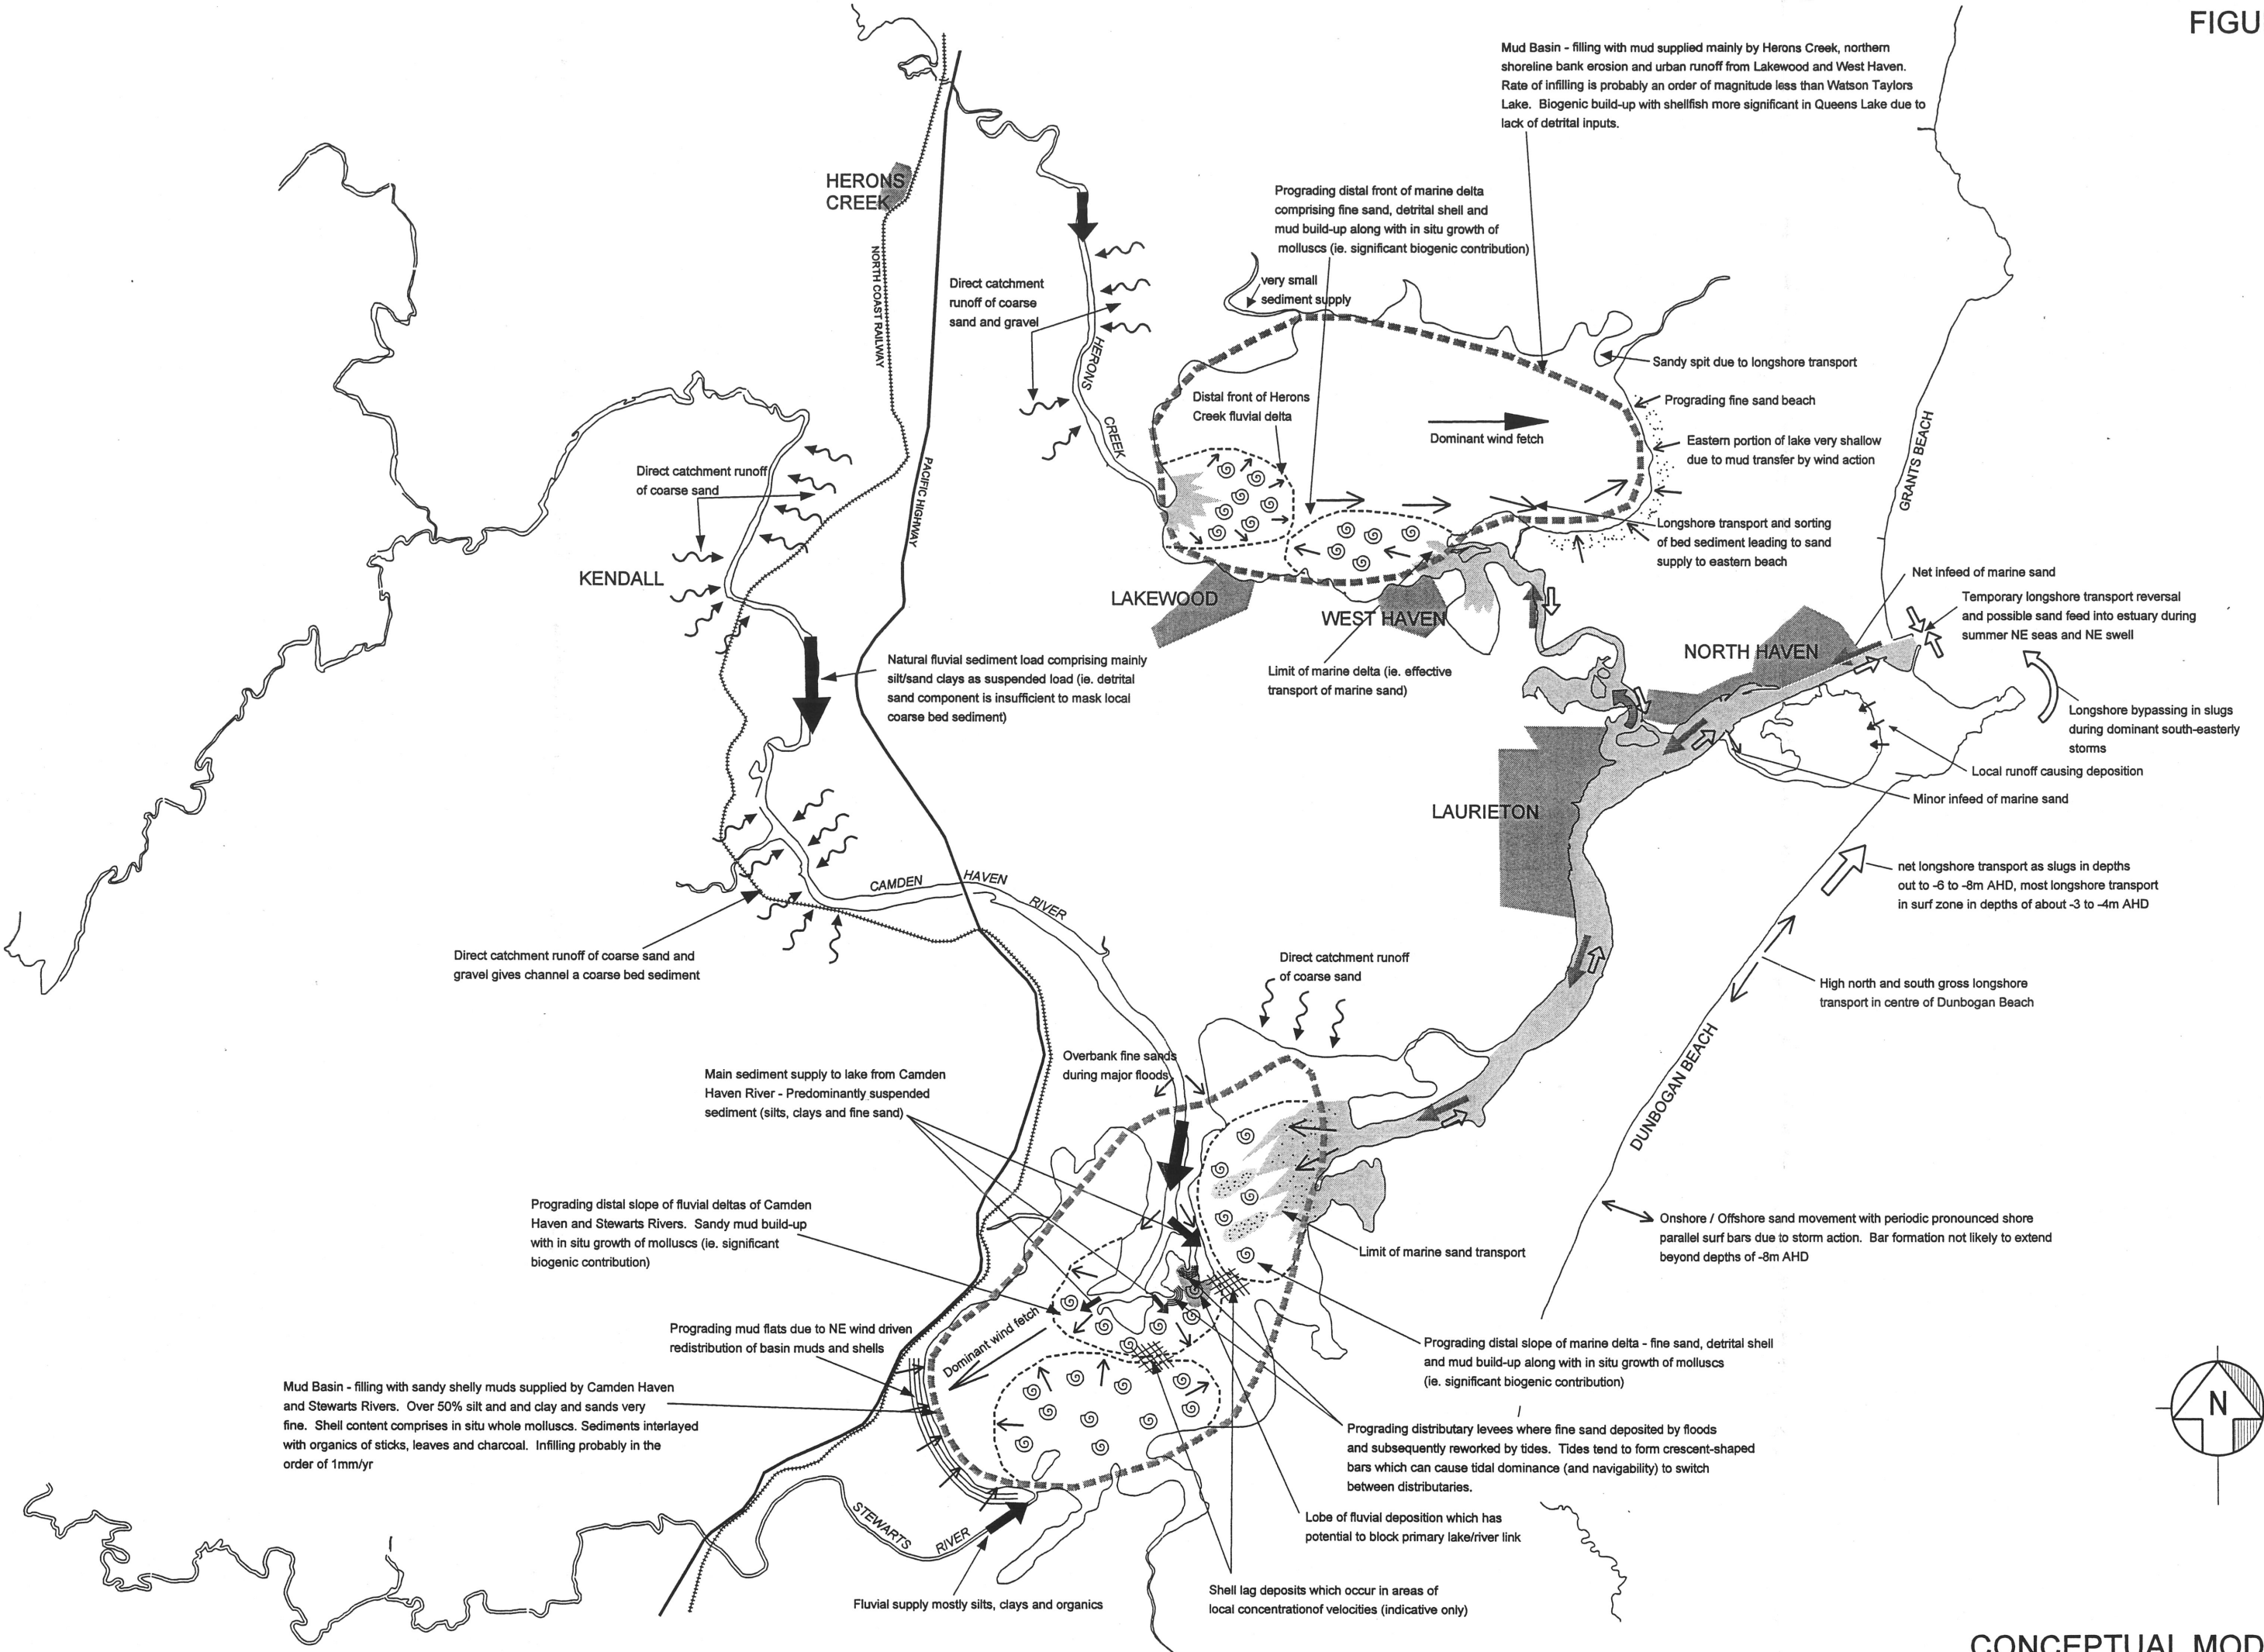 FIGU
Mud Basin - filling with mud supplied mainly by Herons Creek, northern
shoreline bank erosion and urban runoff from Lakewood and West Haven.
Rate of infilling is probably an order of magnitude less than Watson Taylors
Lake. Biogenic build-up with shellfish more significant in Queens Lake due to
lack of detrital inputs.
HERONS
CREEK
NORTH COAST RAILWAY
PACIFIC HIGHWAY
Prograding distal front of marine delta
comprising fine sand, detrital shell and
mud build-up along with in situ growth of
molluscs (ie. significant biogenic contribution)
Direct catchment
runoff of coarse
sand and gravel
very small
sediment supply
HERONS
CREEK
Sandy spit due to longshore transport
Prograding fine sand beach
Distal front of Herons
Creek fluvial delta
Dominant wind fetch
Eastern portion of lake very shallow
due to mud transfer by wind action
GRANTS BEACH
Direct catchment runoff
of coarse sand
Longshore transport and sorting
of bed sediment leading to sand
supply to eastern beach
KENDALL
LAKEWOOD
WEST HAVEN
Net infeed of marine sand
Temporary longshore transport reversal
and possible sand feed into estuary during
summer NE seas and NE swell
NORTH HAVEN
Natural fluvial sediment load comprising mainly
silt/sand clays as suspended load (ie. detrital
sand component is insufficient to mask local
coarse bed sediment)
Limit of marine delta (ie. effective
transport of marine sand)
Longshore bypassing in slugs
during dominant south-easterly
storms
Local runoff causing deposition
Minor infeed of marine sand
LAURIETON
net longshore transport as slugs in depths
out to -6 to -8m AHD, most longshore transport
in surf zone in depths of about -3 to -4m AHD
CAMDEN HAVEN RIVER
Direct catchment runoff of coarse sand and
gravel gives channel a coarse bed sediment
Direct catchment runoff
of coarse sand
High north and south gross longshore
transport in centre of Dunbogan Beach
DUNBOGAN BEACH
Overbank fine sands
during major floods
Main sediment supply to lake from Camden
Haven River - Predominantly suspended
sediment (silts, clays and fine sand)
Prograding distal slope of fluvial deltas of Camden
Haven and Stewarts Rivers. Sandy mud build-up
with in situ growth of molluscs (ie. significant
biogenic contribution)
Limit of marine sand transport
Onshore / Offshore sand movement with periodic pronounced shore
parallel surf bars due to storm action. Bar formation not likely to extend
beyond depths of -8m AHD
Prograding mud flats due to NE wind driven
redistribution of basin muds and shells
Dominant wind fetch
Prograding distal slope of marine delta - fine sand, detrital shell
and mud build-up along with in situ growth of molluscs
(ie. significant biogenic contribution)
Mud Basin - filling with sandy shelly muds supplied by Camden Haven
and Stewarts Rivers. Over 50% silt and and clay and sands very
fine. Shell content comprises in situ whole molluscs. Sediments interlayed
with organics of sticks, leaves and charcoal. Infilling probably in the
order of 1mm/yr
N
Prograding distributary levees where fine sand deposited by floods
and subsequently reworked by tides. Tides tend to form crescent-shaped
bars which can cause tidal dominance (and navigability) to switch
between distributaries.
Lobe of fluvial deposition which has
potential to block primary lake/river link
STEWARTS RIVER
Fluvial supply mostly silts, clays and organics
Shell lag deposits which occur in areas of
local concentrationof velocities (indicative only)
CONCEPTUAL MOD